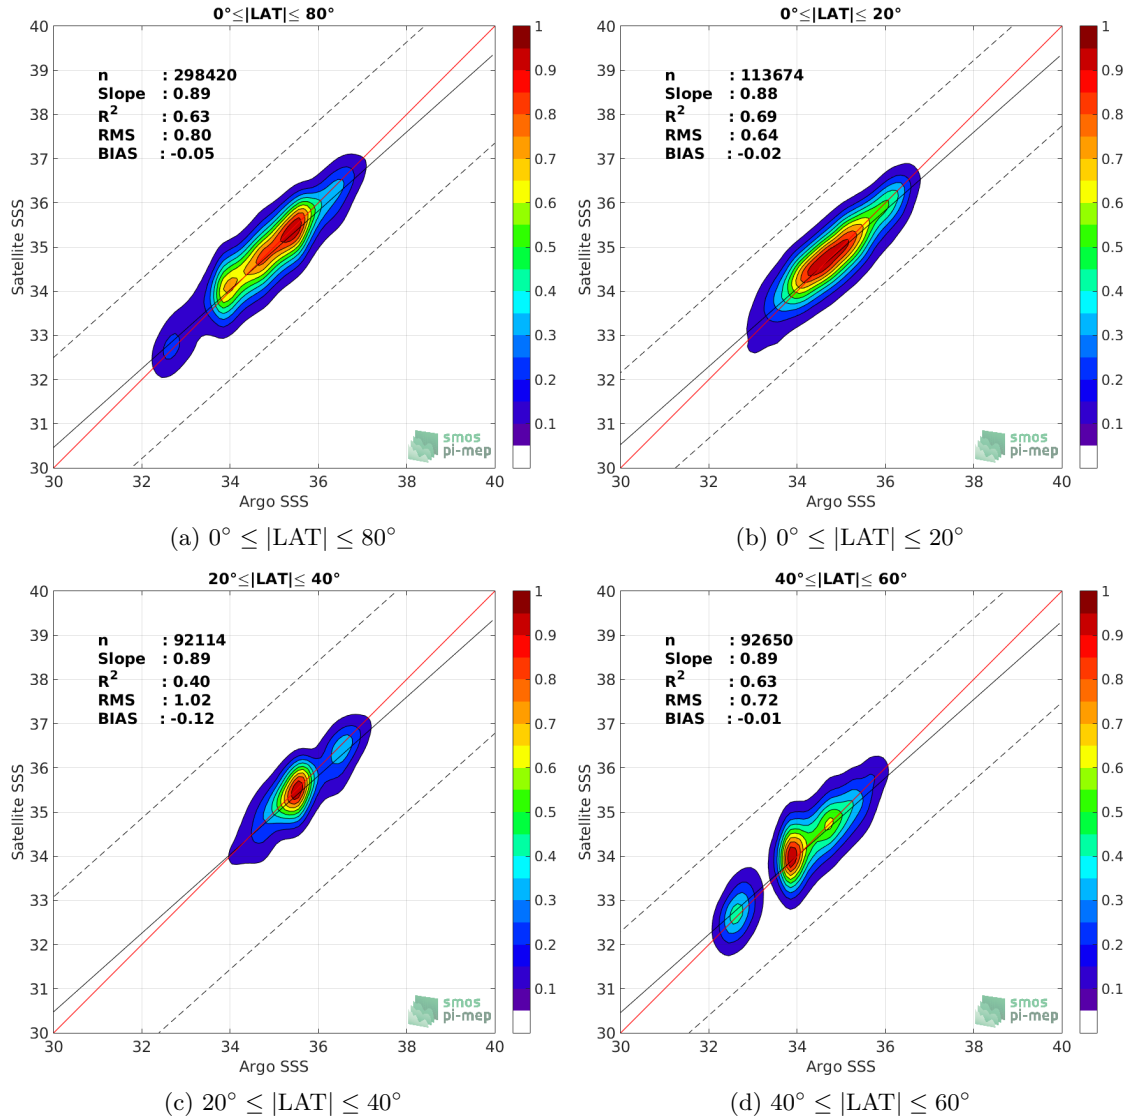 0°≤|LAT|≤ 80°
n : 298420
Slope : 0.89
R² : 0.63
RMS : 0.80
BIAS : -0.05
40
39
38
37
36
35
34
33
32
31
30
30 32 34 36 38 40
Satellite SSS
Argo SSS
1
0.9
0.8
0.7
0.6
0.5
0.4
0.3
0.2
0.1
smos
pi-mep
(a) 0° ≤ |LAT| ≤ 80°
0°≤|LAT|≤ 20°
n : 113674
Slope : 0.88
R² : 0.69
RMS : 0.64
BIAS : -0.02
40
39
38
37
36
35
34
33
32
31
30
30 32 34 36 38 40
Satellite SSS
Argo SSS
1
0.9
0.8
0.7
0.6
0.5
0.4
0.3
0.2
0.1
smos
pi-mep
(b) 0° ≤ |LAT| ≤ 20°
20°≤|LAT|≤ 40°
n : 92114
Slope : 0.89
R² : 0.40
RMS : 1.02
BIAS : -0.12
40
39
38
37
36
35
34
33
32
31
30
30 32 34 36 38 40
Satellite SSS
Argo SSS
1
0.9
0.8
0.7
0.6
0.5
0.4
0.3
0.2
0.1
smos
pi-mep
(c) 20° ≤ |LAT| ≤ 40°
40°≤|LAT|≤ 60°
n : 92650
Slope : 0.89
R² : 0.63
RMS : 0.72
BIAS : -0.01
40
39
38
37
36
35
34
33
32
31
30
30 32 34 36 38 40
Satellite SSS
Argo SSS
1
0.9
0.8
0.7
0.6
0.5
0.4
0.3
0.2
0.1
smos
pi-mep
(d) 40° ≤ |LAT| ≤ 60°